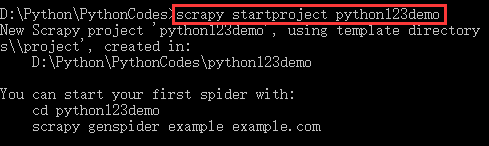 D:\Python\PythonCodes>scrapy startproject python123demo
New Scrapy project 'python123demo', using template directory
s\\project', created in:
    D:\Python\PythonCodes\python123demo

You can start your first spider with:
    cd python123demo
    scrapy genspider example example.com